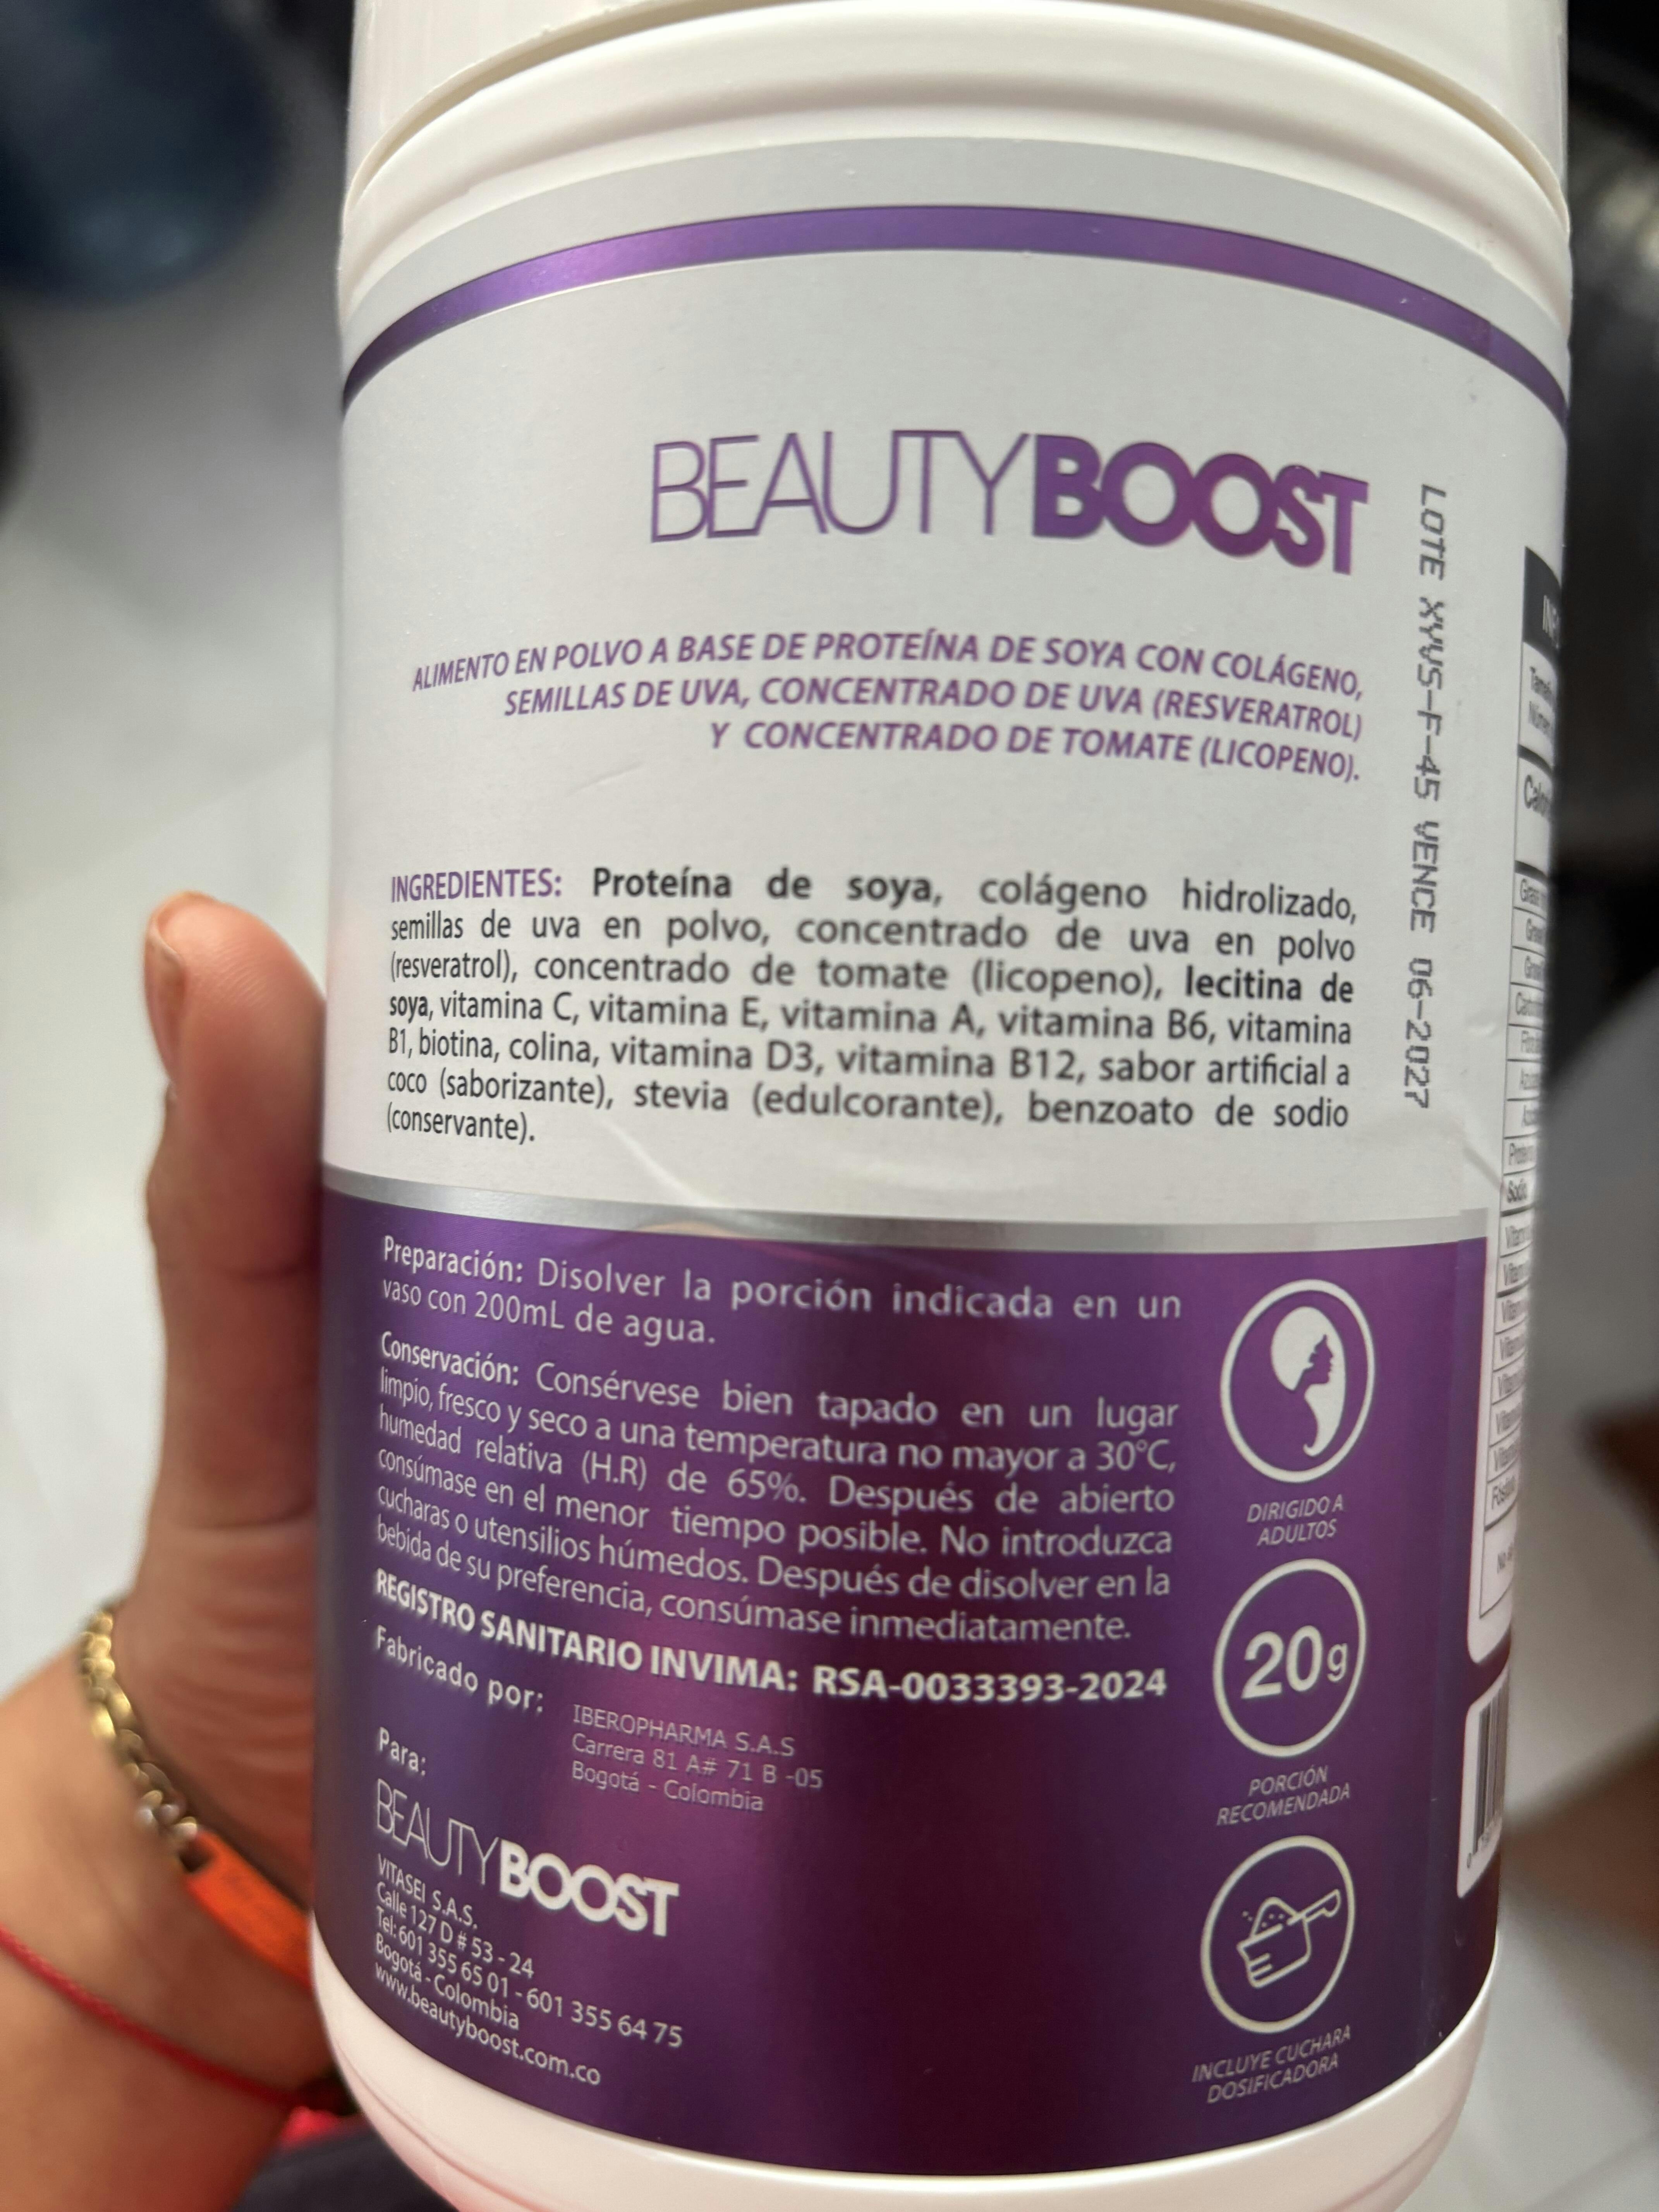 BEAUTYBOOST
ALIMENTO EN POLVO A BASE DE PROTEÍNA DE SOYA CON COLÁGENO,
SEMILLAS DE UVA, CONCENTRADO DE UVA (RESVERATROL)
Y CONCENTRADO DE TOMATE (LICOPENO).
INGREDIENTES: Proteína de soya, colágeno hidrolizado,
semillas de uva en polvo, concentrado de uva en polvo
(resveratrol), concentrado de tomate (licopeno), lecitina de
soya, vitamina C, vitamina E, vitamina A, vitamina B6, vitamina
B1, biotina, colina, vitamina D3, vitamina B12, sabor artificial a
coco (saborizante), stevia (edulcorante), benzoato de sodio
(conservante).
LOTE XYVS-F-45 VENCE 06-2027
Preparación: Disolver la porción indicada en un
vaso con 200mL de agua.
Conservación: Consérvese bien tapado en un lugar
limpio, fresco y seco a una temperatura no mayor a 30°C,
humedad relativa (H.R) de 65%. Después de abierto
consúmase en el menor tiempo posible. No introduzca
cucharas o utensilios húmedos. Después de disolver en la
bebida de su preferencia, consúmase inmediatamente.
REGISTRO SANITARIO INVIMA: RSA-0033393-2024
Fabricado por:
IBEROPHARMA S.A.S
Carrera 81 A# 71 B -05
Bogotá - Colombia
Para:
BEAUTYBOOST
VITASEI S.A.S.
Calle 127 D # 53 - 24
Tel: 601 355 65 01 - 601 355 64 75
Bogotá - Colombia
www.beautyboost.com.co
DIRIGIDO A
ADULTOS
20g
PORCIÓN
RECOMENDADA
INCLUYE CUCHARA
DOSIFICADORA
Sodio